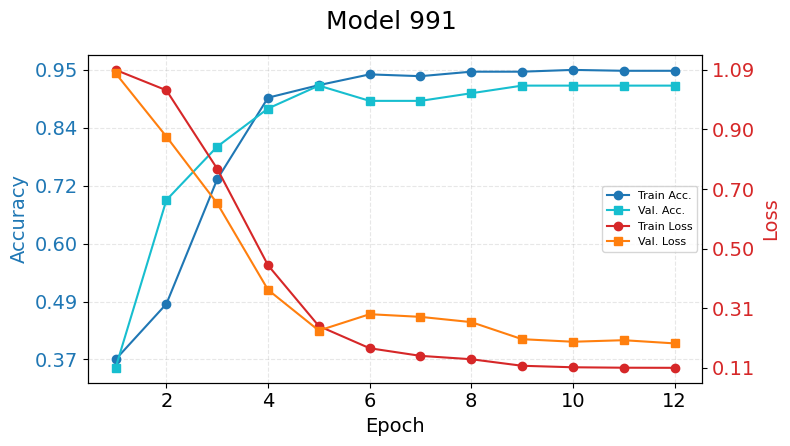 Model 991
Accuracy
0.95
0.84
0.72
0.60
0.49
0.37
1.09
0.90
0.70
0.50
0.31
0.11
Loss
Train Acc.
Val. Acc.
Train Loss
Val. Loss
2
4
6
8
10
12
Epoch